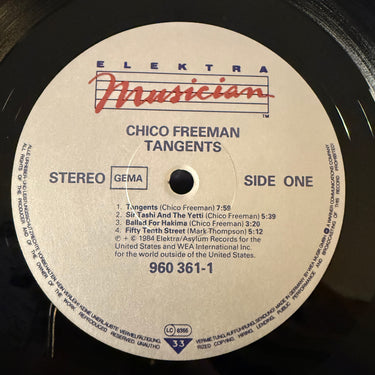 ELEKTRA
Musician
TM
CHICO FREEMAN
TANGENTS
STEREO GEMA SIDE ONE
1. Tangents (Chico Freeman) 7:58
2. Sir Tashi And The Yetti (Chico Freeman) 5:39
3. Ballad For Hakima (Chico Freeman) 3:20
4. Fifty Tenth Street (Mark Thompson) 5:12
℗ + © 1984 Elektra/Asylum Records for the
United States and WEA International Inc.
for the world outside of the United States.
960 361-1
LC 0366
33